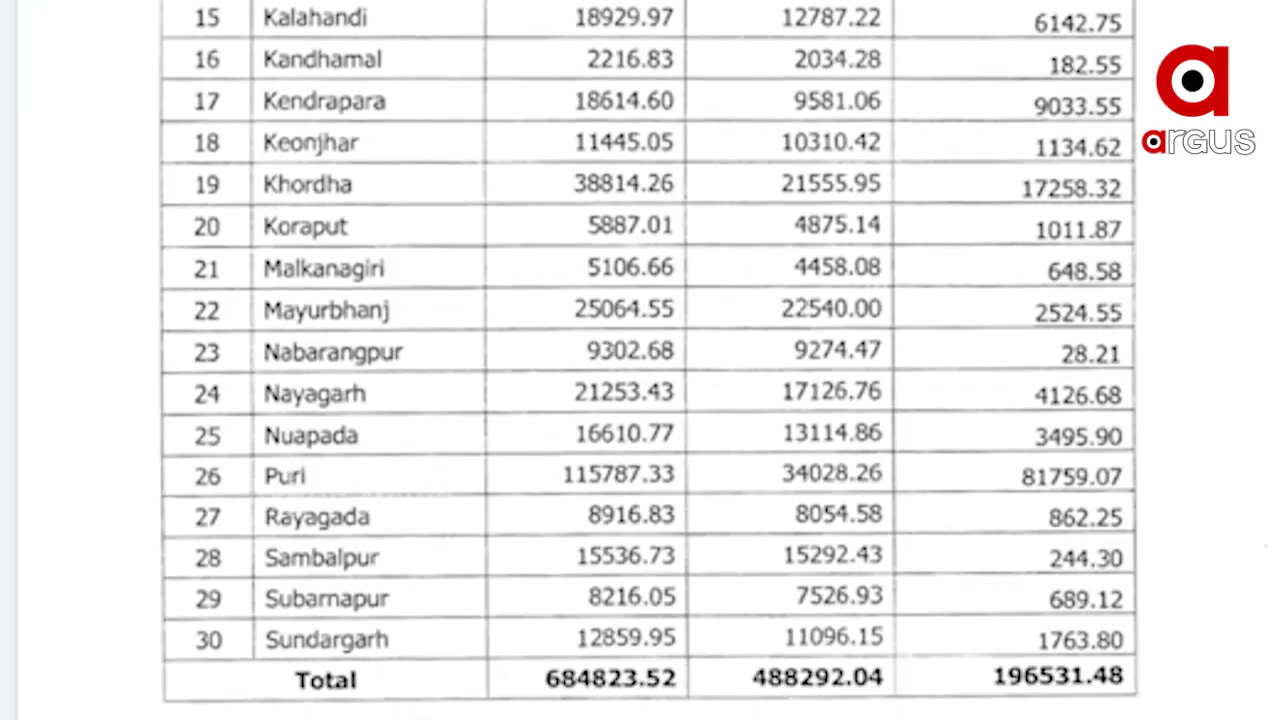 15 Kalahandi 18929.97 12787.22 6142.75
16 Kandhamal 2216.83 2034.28 182.55
17 Kendrapara 18614.60 9581.06 9033.55
18 Keonjhar 11445.05 10310.42 1134.62
19 Khordha 38814.26 21555.95 17258.32
20 Koraput 5887.01 4875.14 1011.87
21 Malkanagiri 5106.66 4458.08 648.58
22 Mayurbhanj 25064.55 22540.00 2524.55
23 Nabarangpur 9302.68 9274.47 28.21
24 Nayagarh 21253.43 17126.76 4126.68
25 Nuapada 16610.77 13114.86 3495.90
26 Puri 115787.33 34028.26 81759.07
27 Rayagada 8916.83 8054.58 862.25
28 Sambalpur 15536.73 15292.43 244.30
29 Subarnapur 8216.05 7526.93 689.12
30 Sundargarh 12859.95 11096.15 1763.80
Total 684823.52 488292.04 196531.48
a
argus